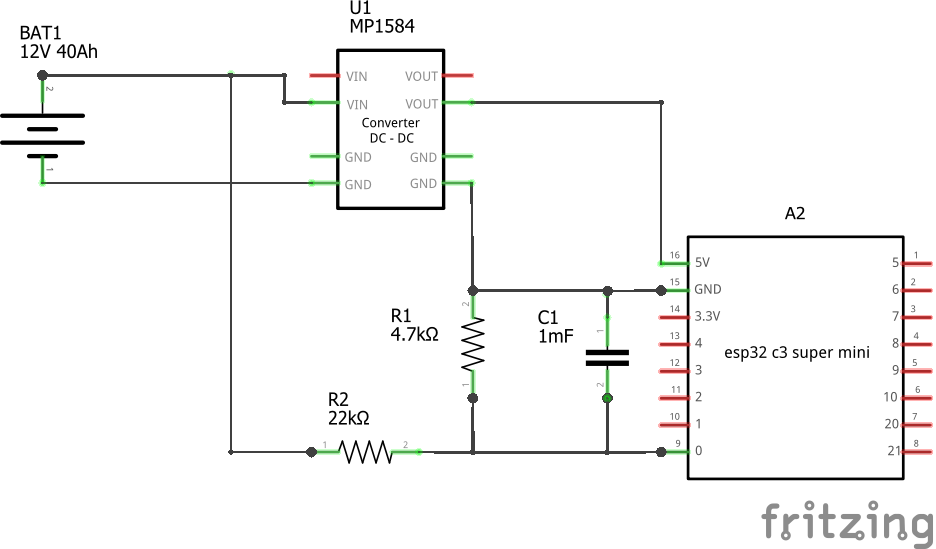 U1
MP1584
BAT1
12V 40Ah
2
VIN
VOUT
VIN
VOUT
Converter
DC - DC
GND
GND
1
GND
GND
A2
16
5V
5
1
15
GND
6
2
14
3.3V
7
3
13
4
8
4
12
3
9
5
11
2
10
6
10
1
20
7
9
0
21
8
esp32 c3 super mini
R1
4.7kΩ
2
1
C1
1mF
1
2
R2
22kΩ
1
2
fritzing